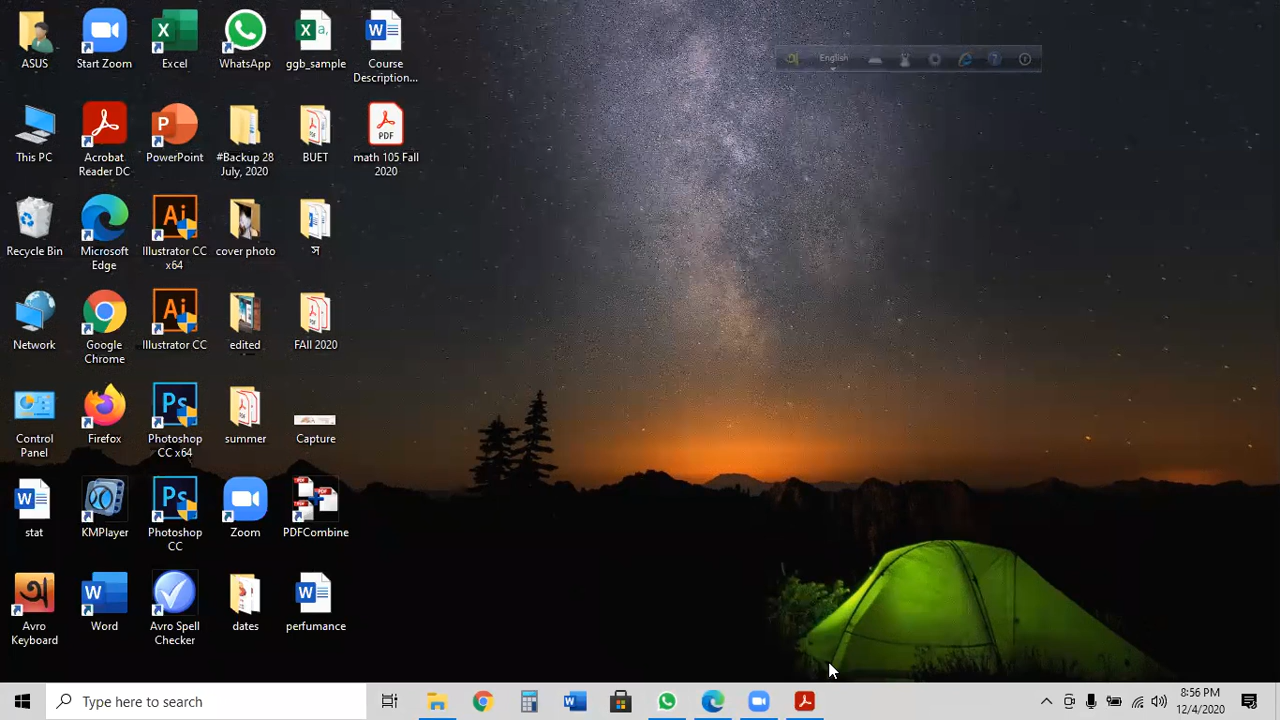 ASUS
Start Zoom
Excel
WhatsApp
ggb_sample
Course
Description...
English
This PC
Acrobat
Reader DC
PowerPoint
#Backup 28
July, 2020
BUET
PDF
math 105 Fall
2020
Recycle Bin
Microsoft
Edge
Illustrator CC
x64
cover photo
স
Network
Google
Chrome
Illustrator CC
edited
FAll 2020
Control
Panel
Firefox
Photoshop
CC x64
summer
Capture
stat
KMPlayer
Photoshop
CC
Zoom
PDFCombine
Avro
Keyboard
Word
Avro Spell
Checker
dates
perfumance
Type here to search
8:56 PM
12/4/2020